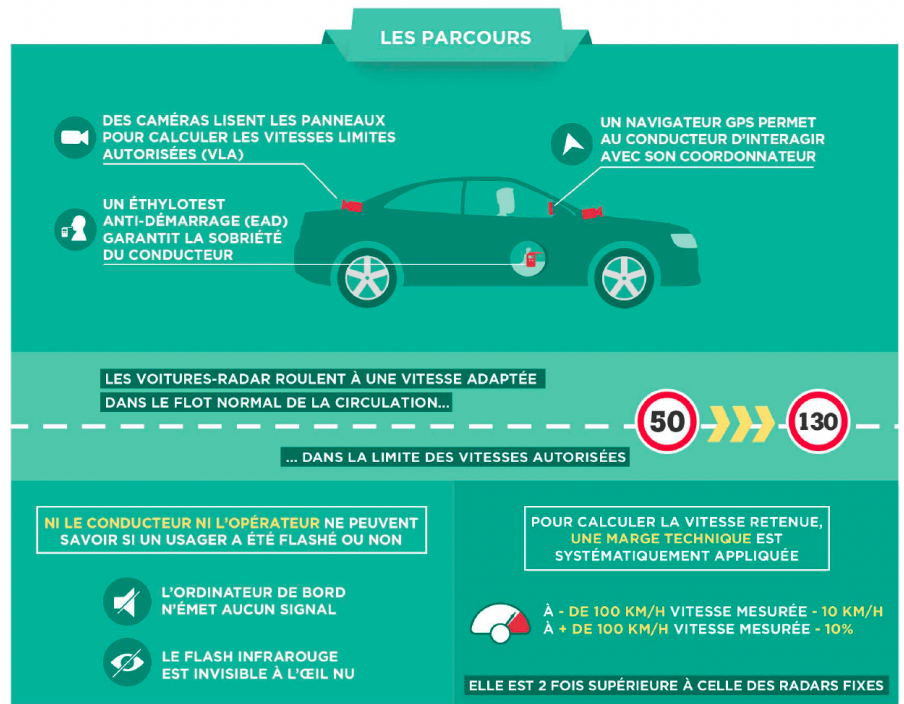 LES PARCOURS
DES CAMÉRAS LISENT LES PANNEAUX
POUR CALCULER LES VITESSES LIMITES
AUTORISÉES (VLA)
UN NAVIGATEUR GPS PERMET
AU CONDUCTEUR D'INTERAGIR
AVEC SON COORDONNATEUR
UN ÉTHYLOTEST
ANTI-DÉMARRAGE (EAD)
GARANTIT LA SOBRIÉTÉ
DU CONDUCTEUR
LES VOITURES-RADAR ROULENT À UNE VITESSE ADAPTÉE
DANS LE FLOT NORMAL DE LA CIRCULATION...
50
130
... DANS LA LIMITE DES VITESSES AUTORISÉES
NI LE CONDUCTEUR NI L'OPÉRATEUR NE PEUVENT
SAVOIR SI UN USAGER A ÉTÉ FLASHÉ OU NON
L'ORDINATEUR DE BORD
N'ÉMET AUCUN SIGNAL
LE FLASH INFRAROUGE
EST INVISIBLE À L'ŒIL NU
POUR CALCULER LA VITESSE RETENUE,
UNE MARGE TECHNIQUE EST
SYSTÉMATIQUEMENT APPLIQUÉE
À - DE 100 KM/H VITESSE MESURÉE - 10 KM/H
À + DE 100 KM/H VITESSE MESURÉE - 10%
ELLE EST 2 FOIS SUPÉRIEURE À CELLE DES RADARS FIXES